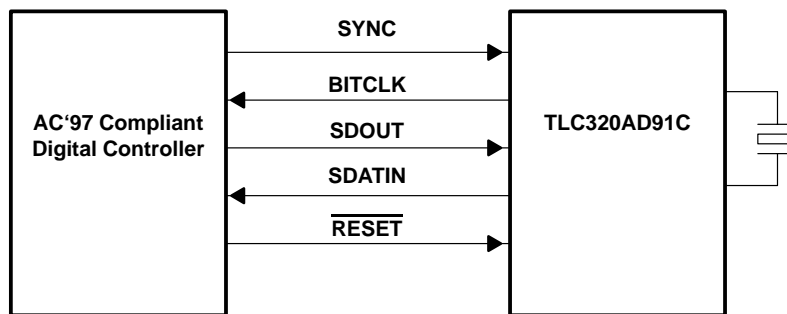 SYNC
BITCLK
AC‘97 Compliant
Digital Controller
TLC320AD91C
SDOUT
SDATIN
RESET